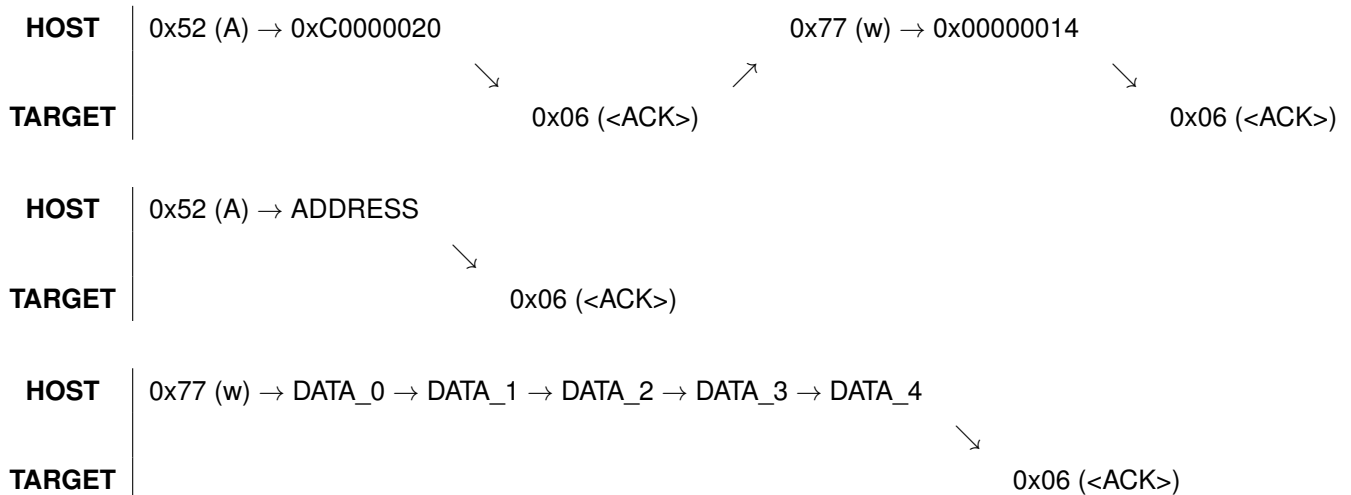 HOST 0x52 (A) → 0xC0000020 0x77 (w) → 0x00000014
↘ ↗ ↘
TARGET 0x06 (<ACK>) 0x06 (<ACK>)
HOST 0x52 (A) → ADDRESS
↘
TARGET 0x06 (<ACK>)
HOST 0x77 (w) → DATA_0 → DATA_1 → DATA_2 → DATA_3 → DATA_4
↘
TARGET 0x06 (<ACK>)